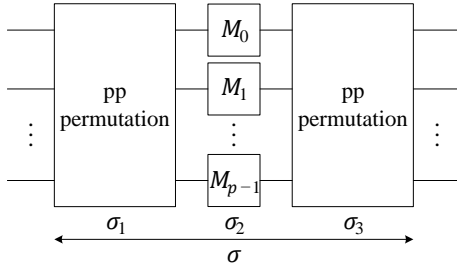 M₀
M₁
pp permutation
pp permutation
Mₚ₋₁
σ₁
σ₂
σ₃
σ